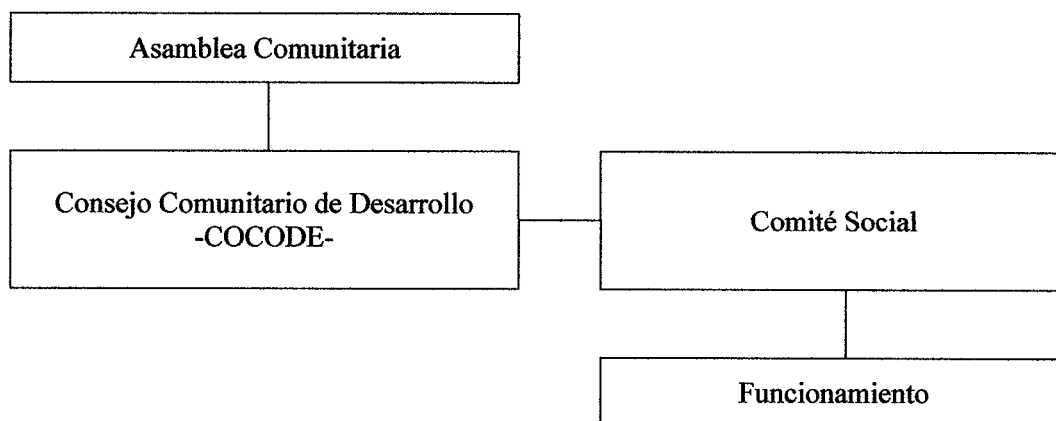 Asamblea Comunitaria
Consejo Comunitario de Desarrollo
-COCODE-
Comité Social
Funcionamiento